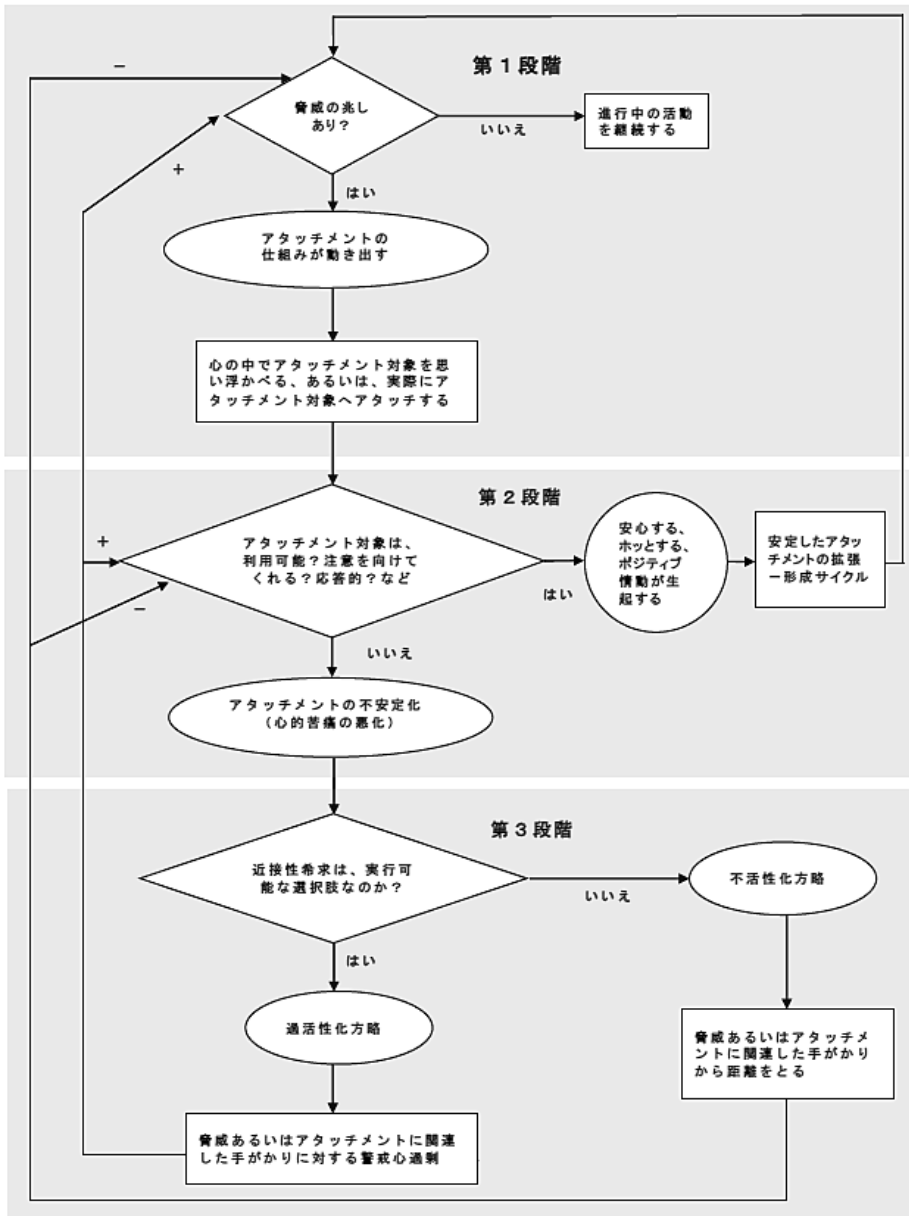 第1段階
－
脅威の兆し
あり？
いいえ
進行中の活動
を継続する
＋
はい
アタッチメントの
仕組みが動き出す
心の中でアタッチメント対象を思
い浮かべる、あるいは、実際にア
タッチメント対象へアタッチする
第2段階
＋
アタッチメント対象は、
利用可能？注意を向けて
くれる？応答的？など
－
はい
安心する、
ホッとする、
ポジティブ
情動が生
起する
安定したアタッ
チメントの拡張
ー形成サイクル
いいえ
アタッチメントの不安定化
（心的苦痛の悪化）
第3段階
近接性希求は、実行可
能な選択肢なのか？
いいえ
不活性化方略
はい
過活性化方略
脅威あるいはアタッチメ
ントに関連した手がかり
から距離をとる
脅威あるいはアタッチメントに関連
した手がかりに対する警戒心過剰